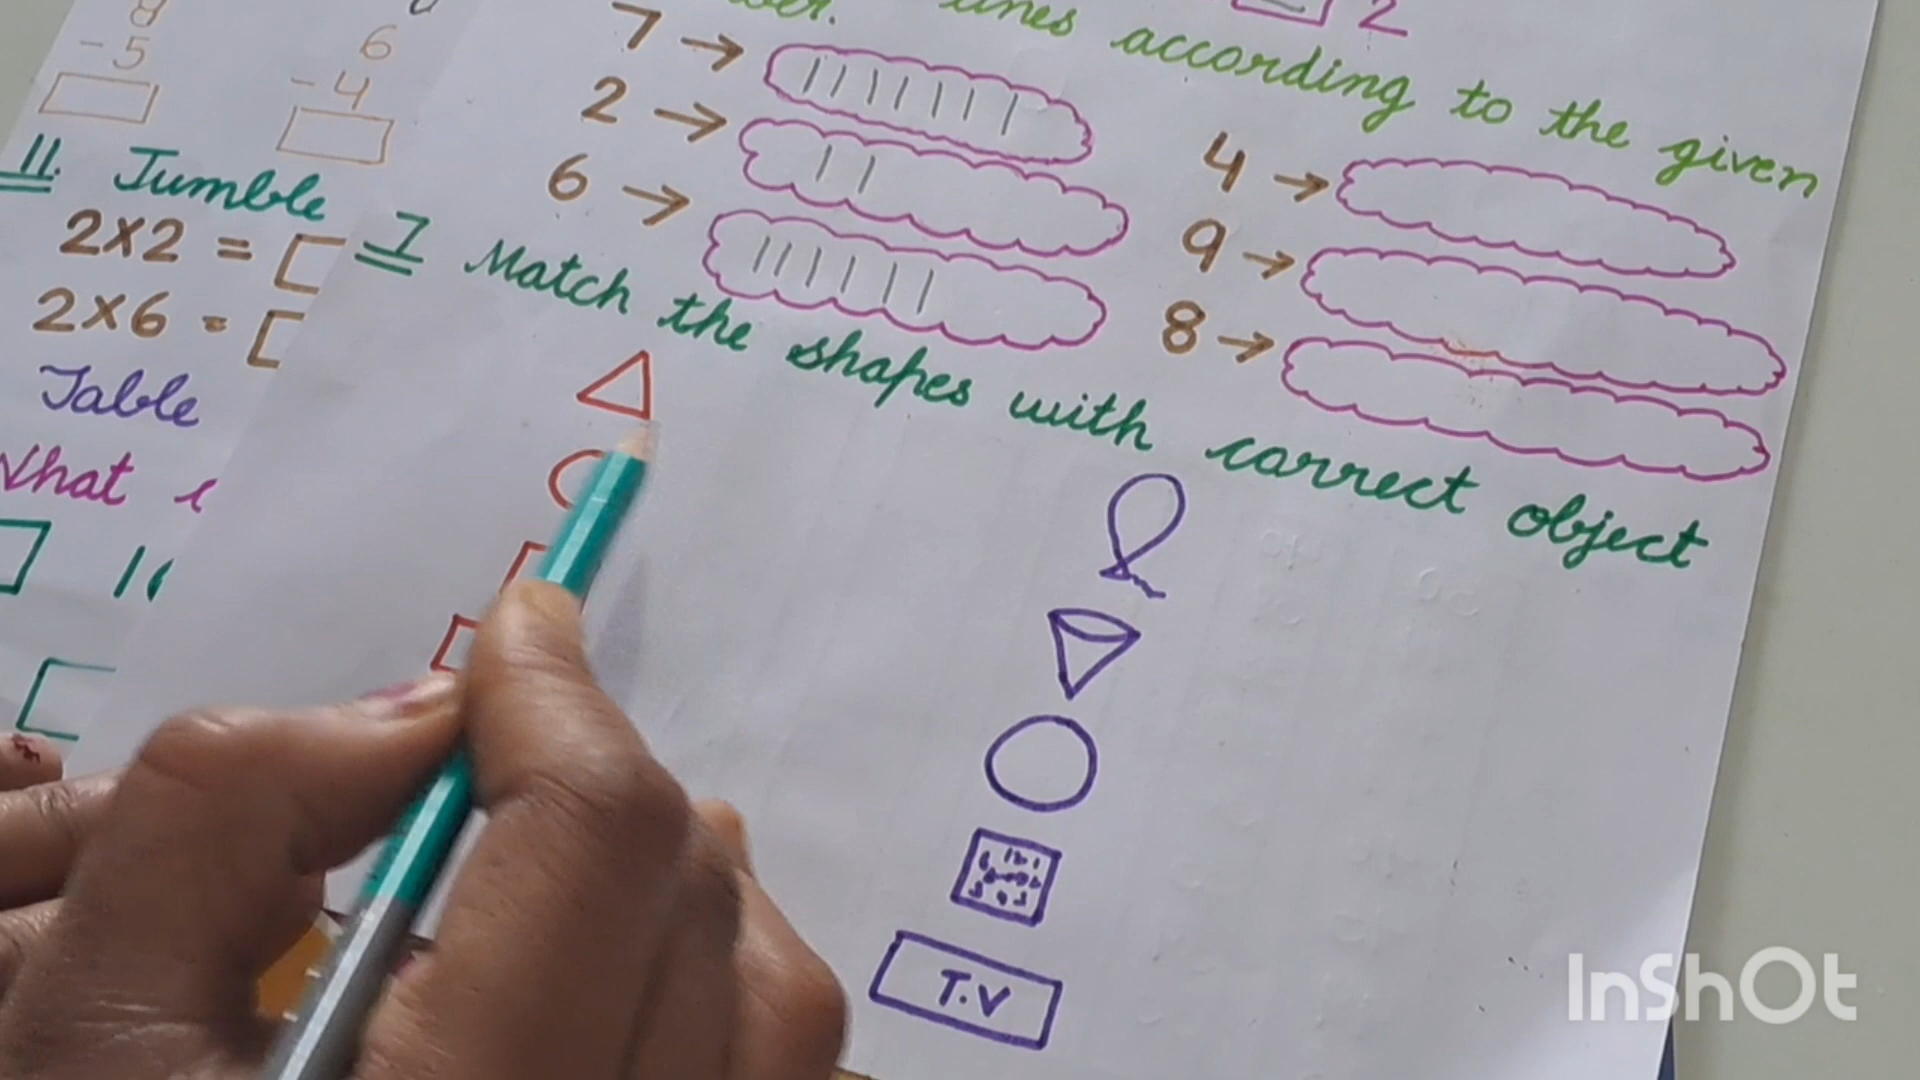 8
- 5
6
- 4
II. Jumble
2x2 =
2x6 =
Table
What
2
lines according to the given
7 →
2 →
6 →
4 →
9 →
8 →
I Match the shapes with correct object
T.V
InShOt